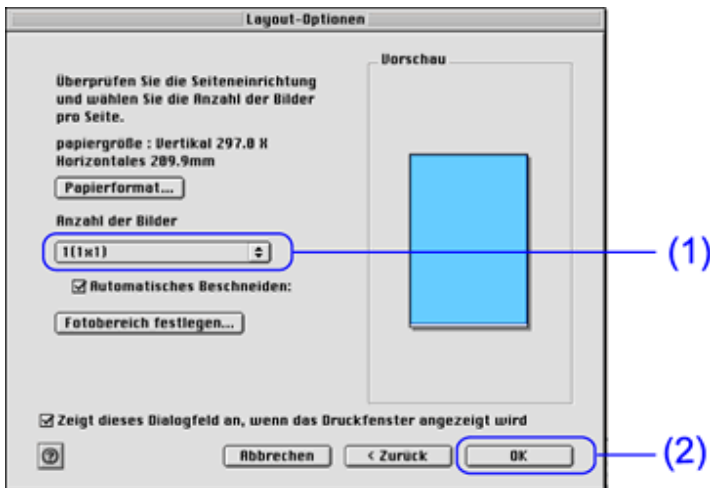 Layout-Optionen
Überprüfen Sie die Seiteneinrichtung
und wählen Sie die Anzahl der Bilder
pro Seite.
papiergröße : Vertikal 297.0 X
Horizontales 209.9mm
Papierformat...
Anzahl der Bilder
1(1x1)
Automatisches Beschneiden:
Fotobereich festlegen...
Vorschau
(1)
Zeigt dieses Dialogfeld an, wenn das Druckfenster angezeigt wird
?
Abbrechen
< Zurück
OK
(2)